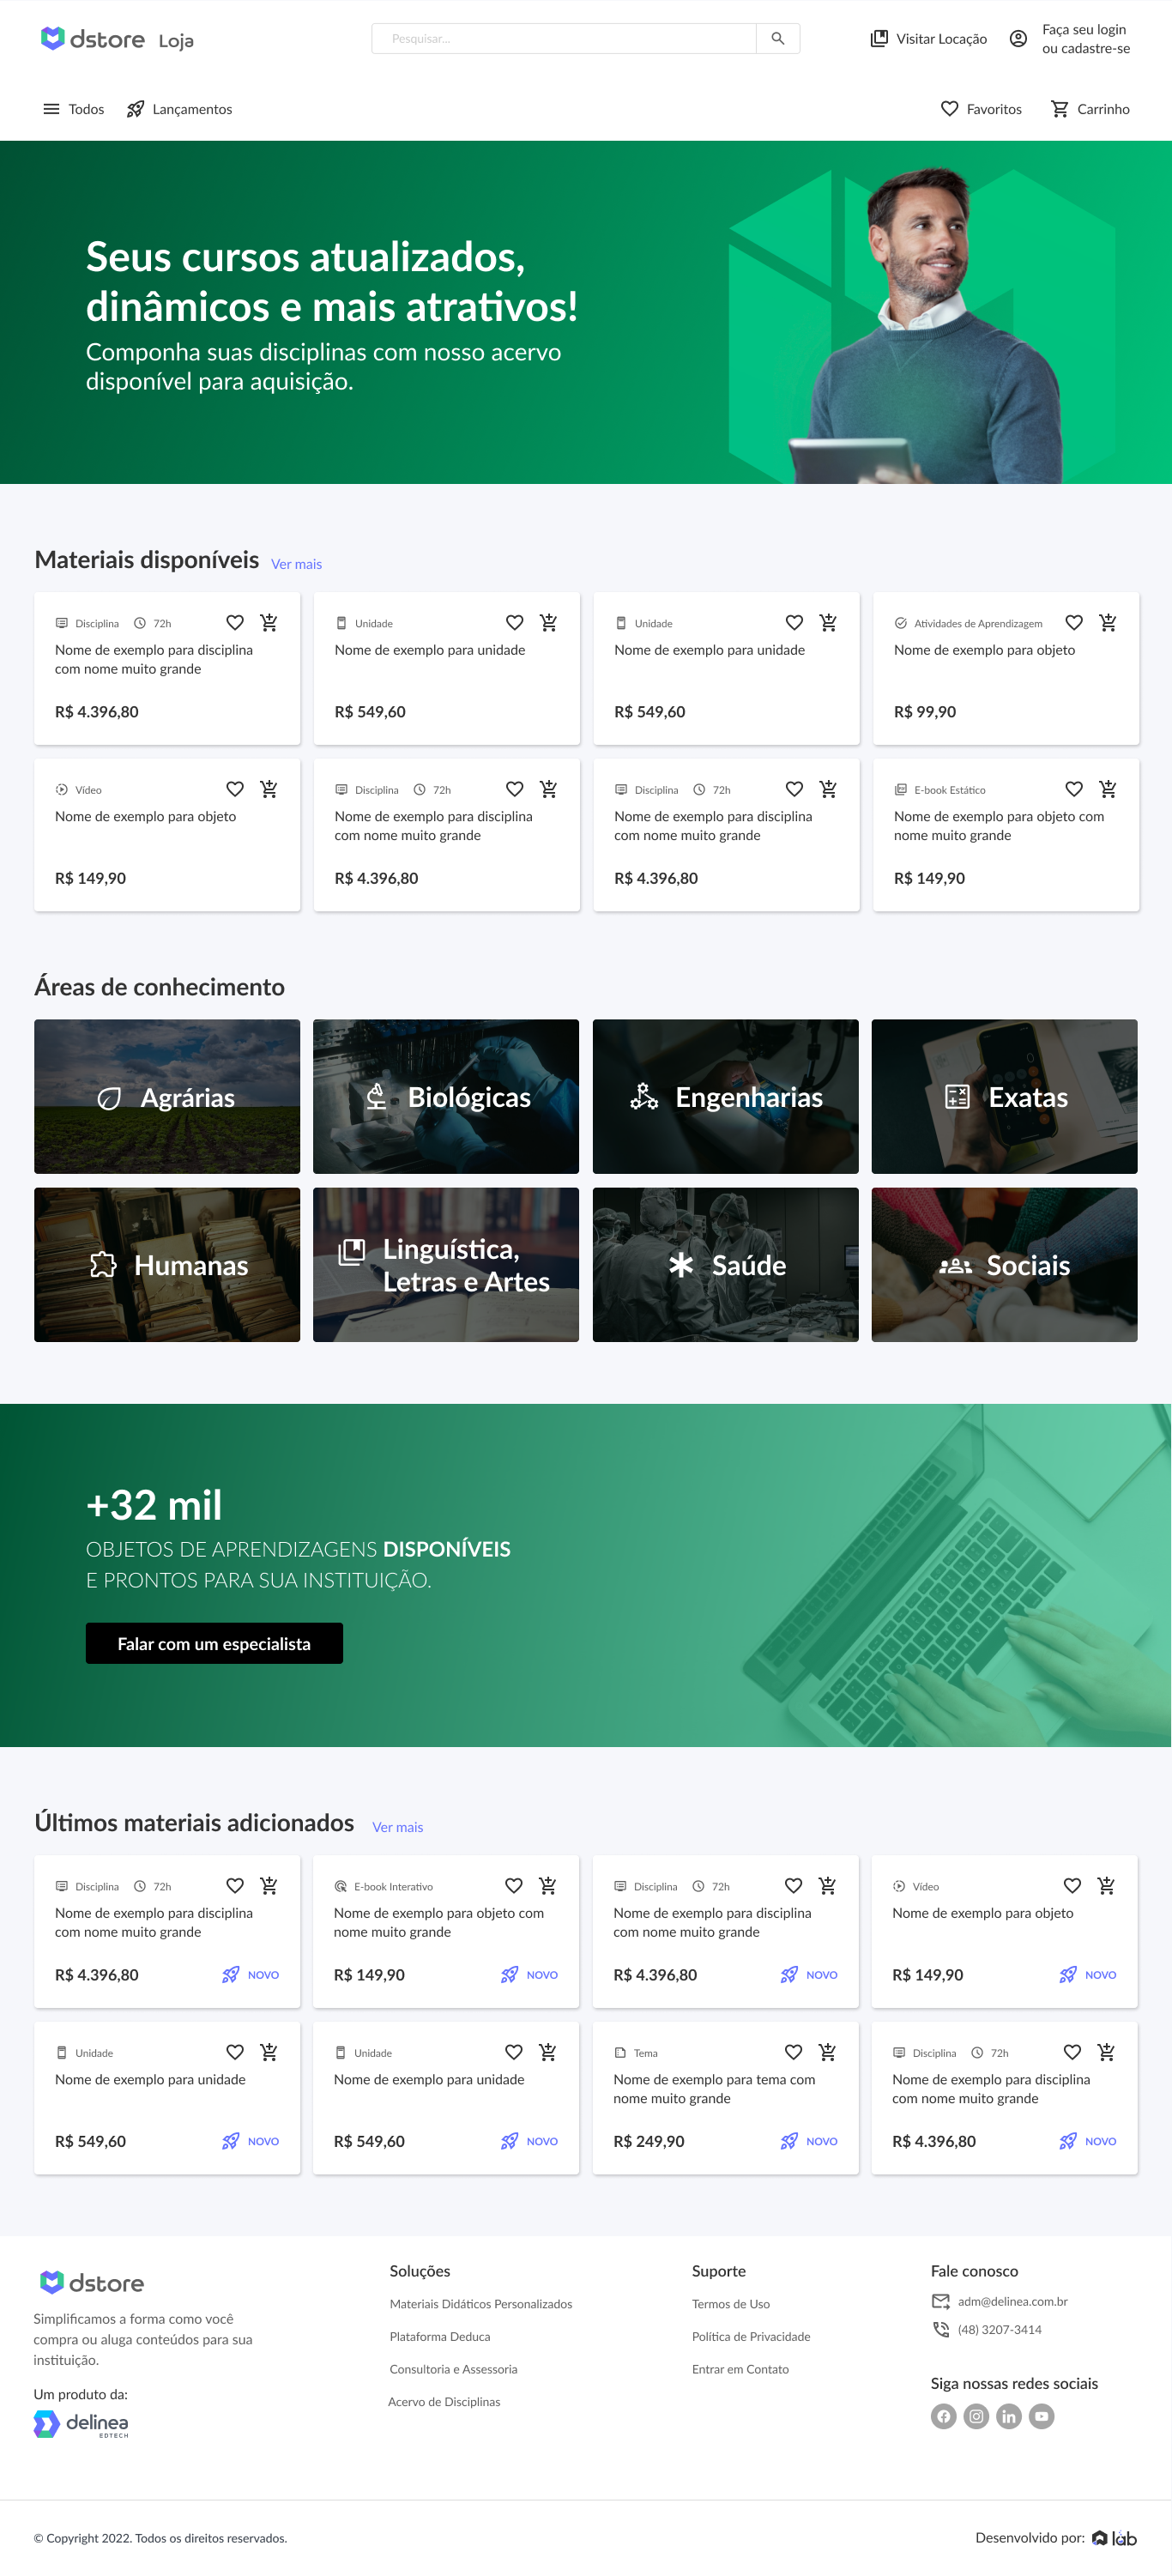 dstore Loja
Pesquisar...
Visitar Locação
Faça seu login
ou cadastre-se
Todos
Lançamentos
Favoritos
Carrinho
Seus cursos atualizados,
dinâmicos e mais atrativos!
Componha suas disciplinas com nosso acervo
disponível para aquisição.
Materiais disponíveis
Ver mais
Disciplina 72h
Nome de exemplo para disciplina
com nome muito grande
R$ 4.396,80
Unidade
Nome de exemplo para unidade
R$ 549,60
Unidade
Nome de exemplo para unidade
R$ 549,60
Atividades de Aprendizagem
Nome de exemplo para objeto
R$ 99,90
Vídeo
Nome de exemplo para objeto
R$ 149,90
Disciplina 72h
Nome de exemplo para disciplina
com nome muito grande
R$ 4.396,80
Disciplina 72h
Nome de exemplo para disciplina
com nome muito grande
R$ 4.396,80
E-book Estático
Nome de exemplo para objeto com
nome muito grande
R$ 149,90
Áreas de conhecimento
Agrárias
Biológicas
Engenharias
Exatas
Humanas
Linguística,
Letras e Artes
Saúde
Sociais
+32 mil
OBJETOS DE APRENDIZAGENS DISPONÍVEIS
E PRONTOS PARA SUA INSTITUIÇÃO.
Falar com um especialista
Últimos materiais adicionados
Ver mais
Disciplina 72h
Nome de exemplo para disciplina
com nome muito grande
R$ 4.396,80 NOVO
E-book Interativo
Nome de exemplo para objeto com
nome muito grande
R$ 149,90 NOVO
Disciplina 72h
Nome de exemplo para disciplina
com nome muito grande
R$ 4.396,80 NOVO
Vídeo
Nome de exemplo para objeto
R$ 149,90 NOVO
Unidade
Nome de exemplo para unidade
R$ 549,60 NOVO
Unidade
Nome de exemplo para unidade
R$ 549,60 NOVO
Tema
Nome de exemplo para tema com
nome muito grande
R$ 249,90 NOVO
Disciplina 72h
Nome de exemplo para disciplina
com nome muito grande
R$ 4.396,80 NOVO
dstore
Simplificamos a forma como você
compra ou aluga conteúdos para sua
instituição.
Um produto da:
delinea
EDTECH
Soluções
Materiais Didáticos Personalizados
Plataforma Deduca
Consultoria e Assessoria
Acervo de Disciplinas
Suporte
Termos de Uso
Política de Privacidade
Entrar em Contato
Fale conosco
adm@delinea.com.br
(48) 3207-3414
Siga nossas redes sociais
© Copyright 2022. Todos os direitos reservados.
Desenvolvido por: lab